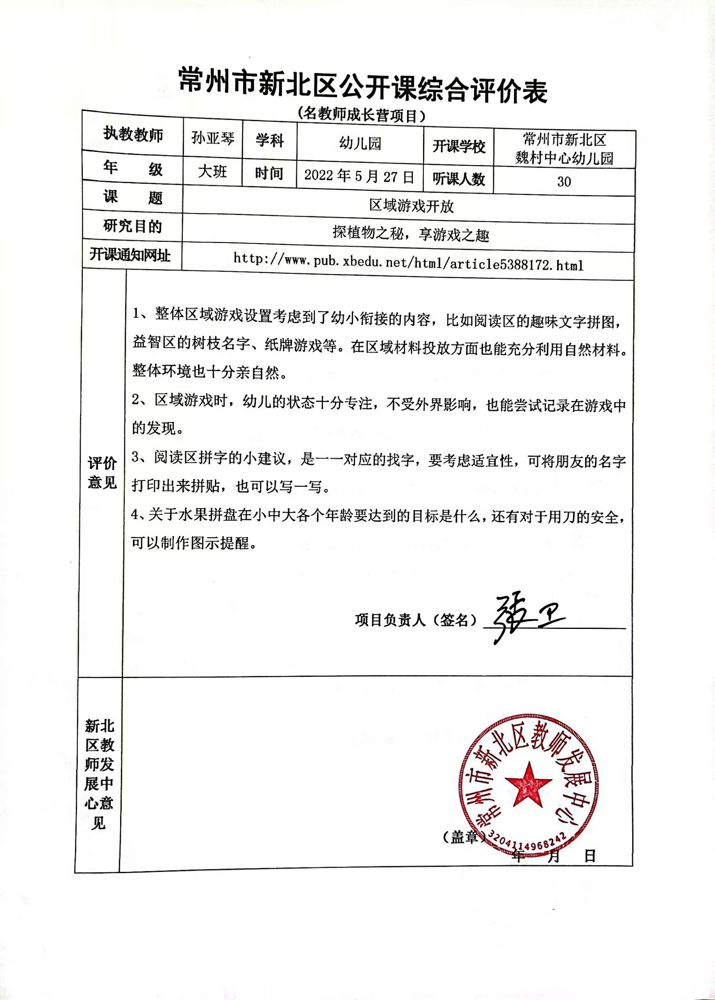 常州市新北区公开课综合评价表
(名教师成长营项目)
执教教师 孙亚琴 学科 幼儿园 开课学校 常州市新北区
魏村中心幼儿园
年 级 大班 时间 2022 年 5 月 27 日 听课人数 30
课 题 区域游戏开放
研究目的 探植物之秘，享游戏之趣
开课通知网址 http://www.pub.xbedu.net/html/article5388172.html
1、整体区域游戏设置考虑到了幼小衔接的内容，比如阅读区的趣味文字拼图，
益智区的树枝名字、纸牌游戏等。在区域材料投放方面也能充分利用自然材料。
整体环境也十分亲自然。
2、区域游戏时，幼儿的状态十分专注，不受外界影响，也能尝试记录在游戏中
的发现。
评价
意见
3、阅读区拼字的小建议，是一一对应的找字，要考虑适宜性，可将朋友的名字
打印出来拼贴，也可以写一写。
4、关于水果拼盘在小中大各个年龄要达到的目标是什么，还有对于用刀的安全，
可以制作图示提醒。
项目负责人（签名）张卫
新北
区教
师发
展中
心意
见
常州市新北区教师发展中心
3204114968242
（盖章）
年 月 日